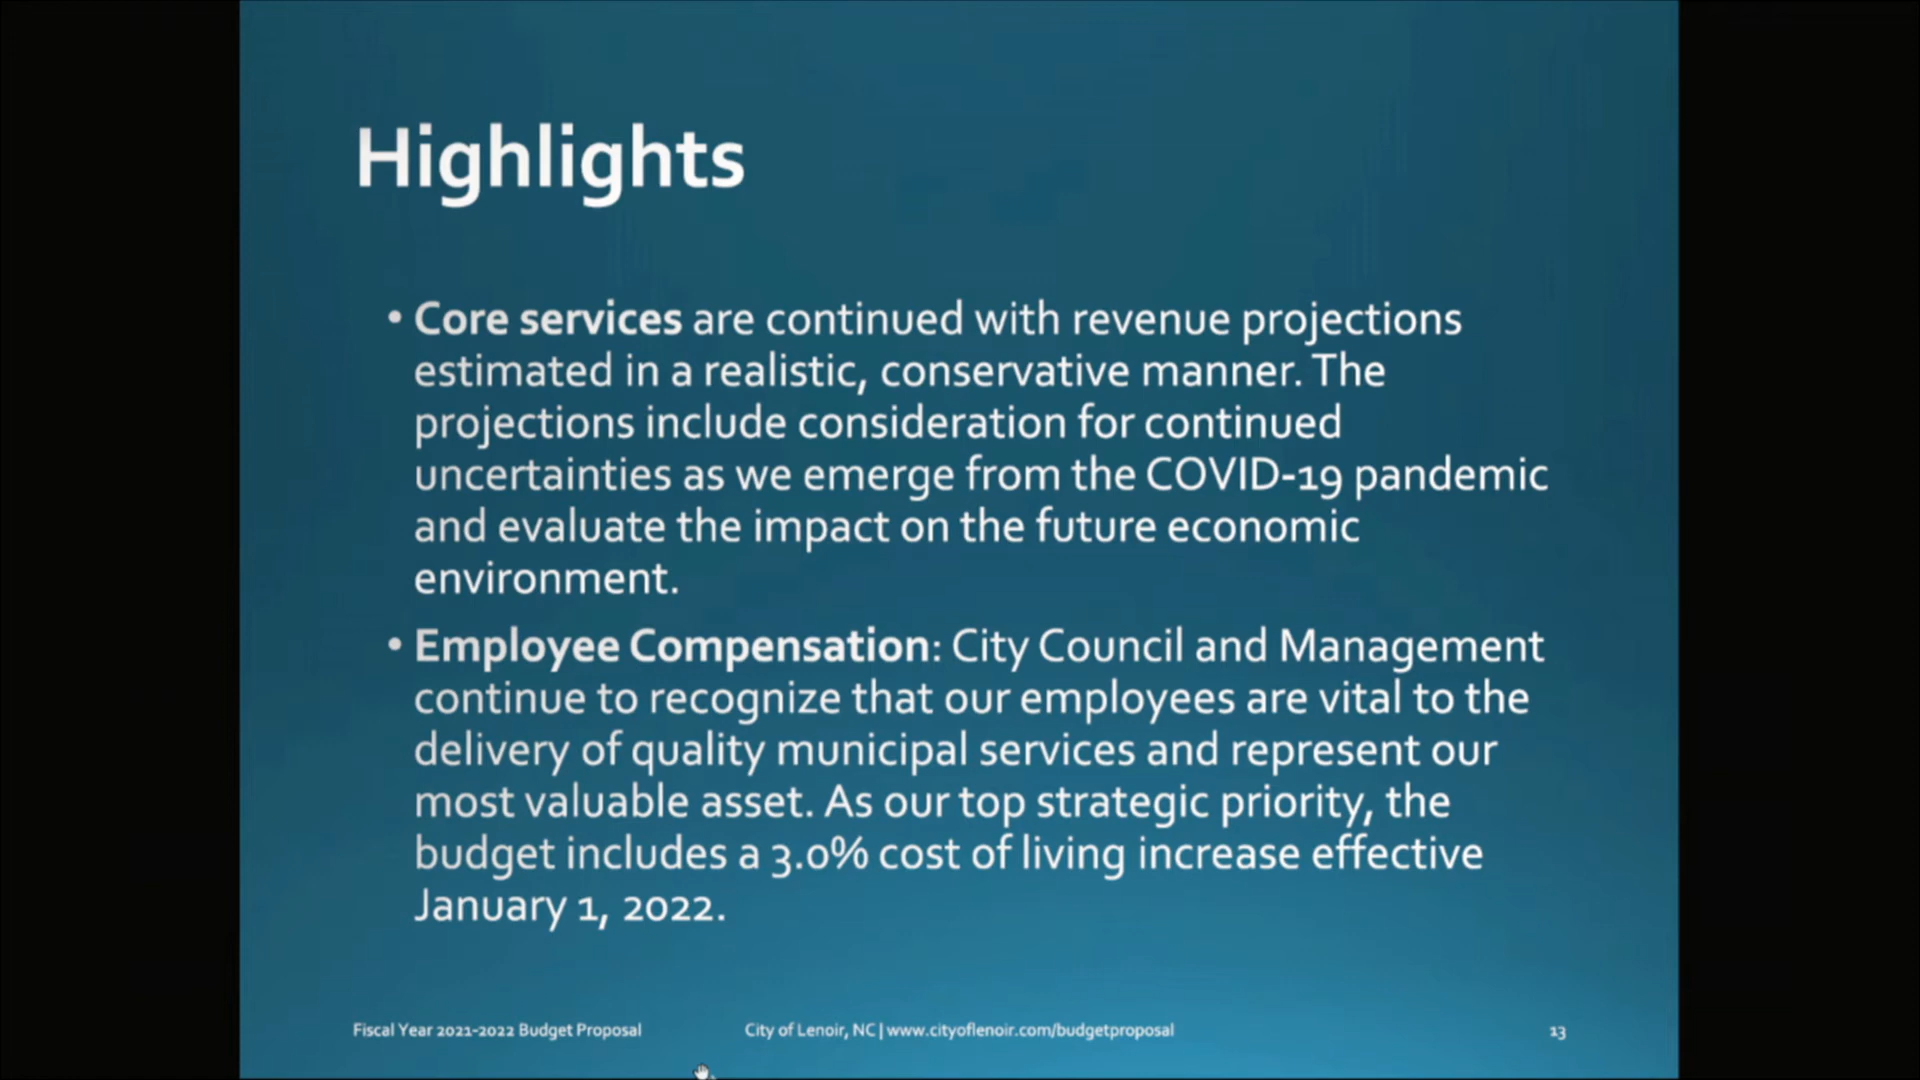 Highlights
• Core services are continued with revenue projections
estimated in a realistic, conservative manner. The
projections include consideration for continued
uncertainties as we emerge from the COVID-19 pandemic
and evaluate the impact on the future economic
environment.
• Employee Compensation: City Council and Management
continue to recognize that our employees are vital to the
delivery of quality municipal services and represent our
most valuable asset. As our top strategic priority, the
budget includes a 3.0% cost of living increase effective
January 1, 2022.
Fiscal Year 2021-2022 Budget Proposal City of Lenoir, NC | www.cityoflenoir.com/budgetproposal 13